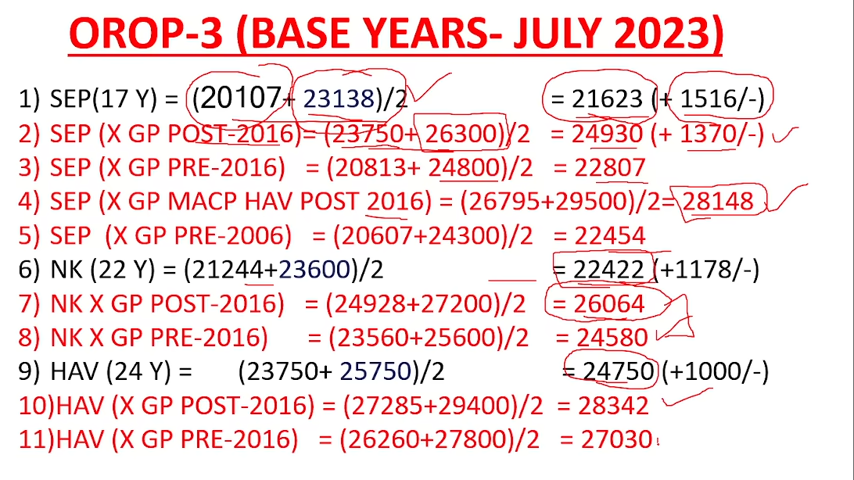 OROP-3 (BASE YEARS- JULY 2023)
1) SEP(17 Y) = (20107+ 23138)/2 = 21623 (+ 1516/-)
2) SEP (X GP POST-2016)= (23750+ 26300)/2 = 24930 (+ 1370/-)
3) SEP (X GP PRE-2016) = (20813+ 24800)/2 = 22807
4) SEP (X GP MACP HAV POST 2016) = (26795+29500)/2= 28148
5) SEP (X GP PRE-2006) = (20607+24300)/2 = 22454
6) NK (22 Y) = (21244+23600)/2 = 22422 (+1178/-)
7) NK X GP POST-2016) = (24928+27200)/2 = 26064
8) NK X GP PRE-2016) = (23560+25600)/2 = 24580
9) HAV (24 Y) = (23750+ 25750)/2 = 24750 (+1000/-)
10)HAV (X GP POST-2016) = (27285+29400)/2 = 28342
11)HAV (X GP PRE-2016) = (26260+27800)/2 = 27030